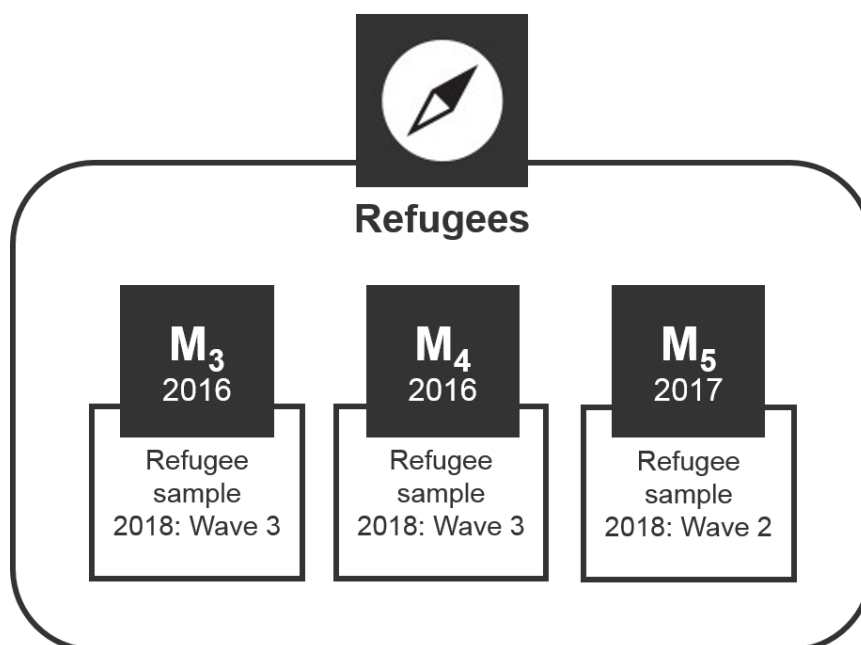 Refugees
M₃
2016
Refugee
sample
2018: Wave 3
M₄
2016
Refugee
sample
2018: Wave 3
M₅
2017
Refugee
sample
2018: Wave 2